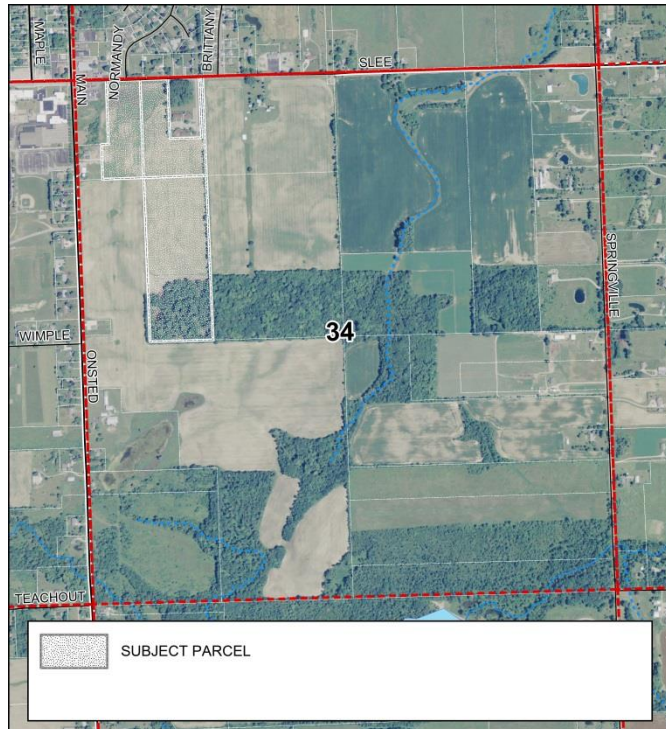 MAPLE
MAIN
NORMANDY
BRITTANY
SLEE
SPRINGVILLE
34
WIMPLE
ONSTED
TEACHOUT
SUBJECT PARCEL